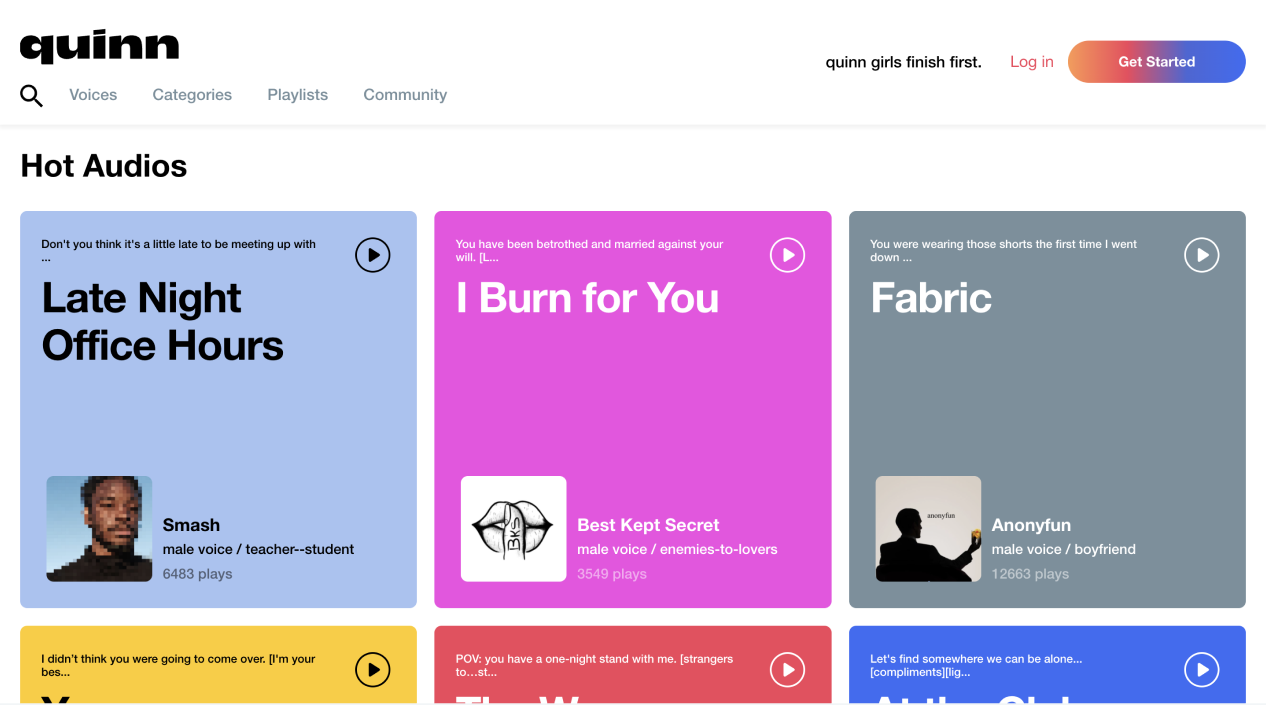 quinn
quinn girls finish first.
Log in
Get Started
Voices
Categories
Playlists
Community
Hot Audios
Don't you think it's a little late to be meeting up with
...
Late Night
Office Hours
Smash
male voice / teacher--student
6483 plays
You have been betrothed and married against your
will. [L...
I Burn for You
BKS
Best Kept Secret
male voice / enemies-to-lovers
3549 plays
You were wearing those shorts the first time I went
down ...
Fabric
anonyfun
Anonyfun
male voice / boyfriend
12663 plays
I didn't think you were going to come over. [I'm your
bes...
POV: you have a one-night stand with me. [strangers
to...st...
Let's find somewhere we can be alone...
[compliments][lig...
At the Club